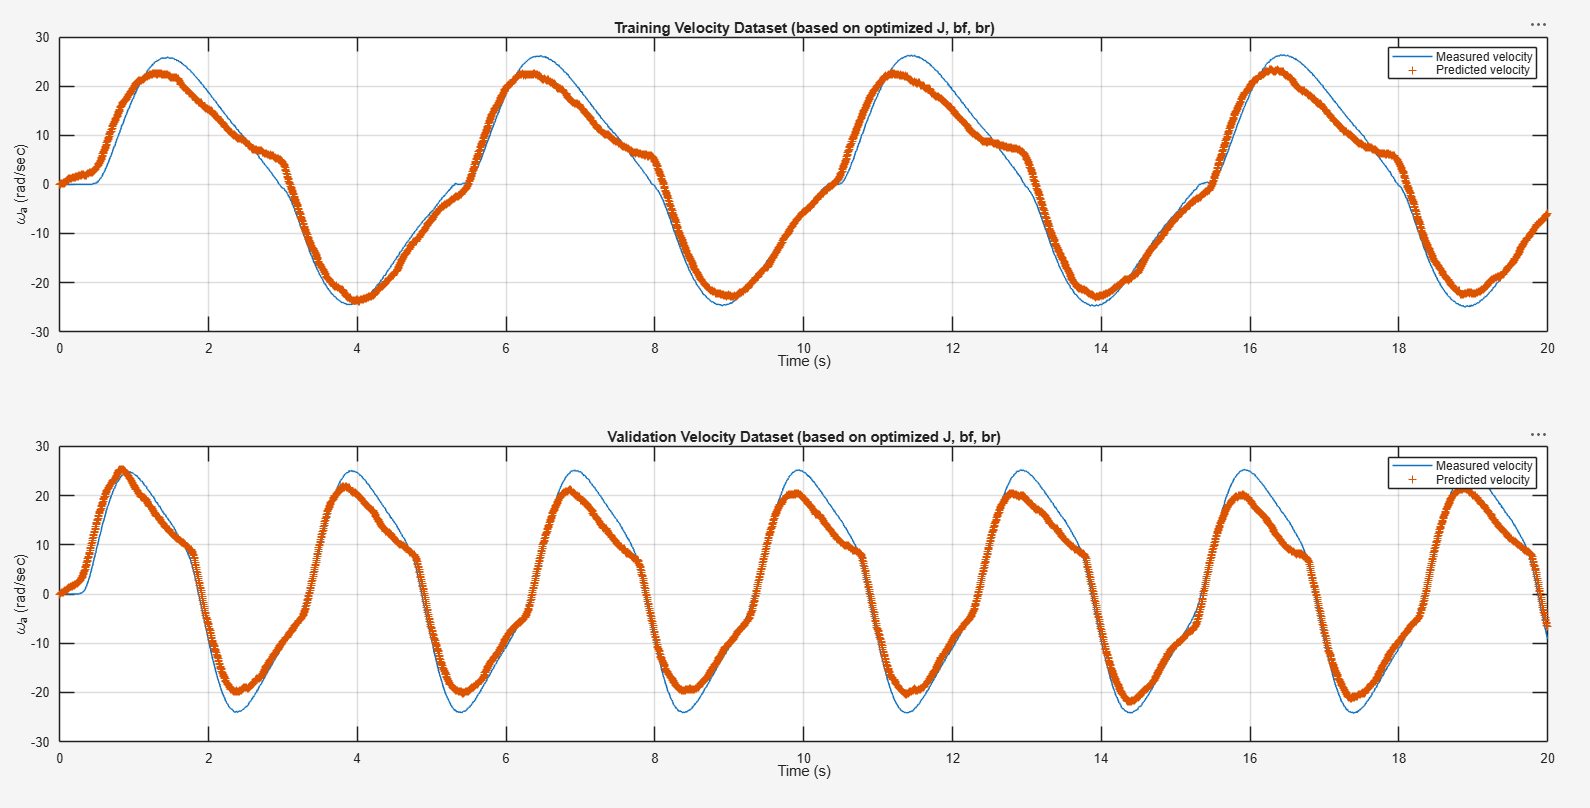 Training Velocity Dataset (based on optimized J, bf, br)
30
20
10
0
-10
-20
-30
ωa (rad/sec)
Measured velocity
Predicted velocity
0 2 4 6 8 10 12 14 16 18 20
Time (s)
Validation Velocity Dataset (based on optimized J, bf, br)
30
20
10
0
-10
-20
-30
ωa (rad/sec)
Measured velocity
Predicted velocity
0 2 4 6 8 10 12 14 16 18 20
Time (s)